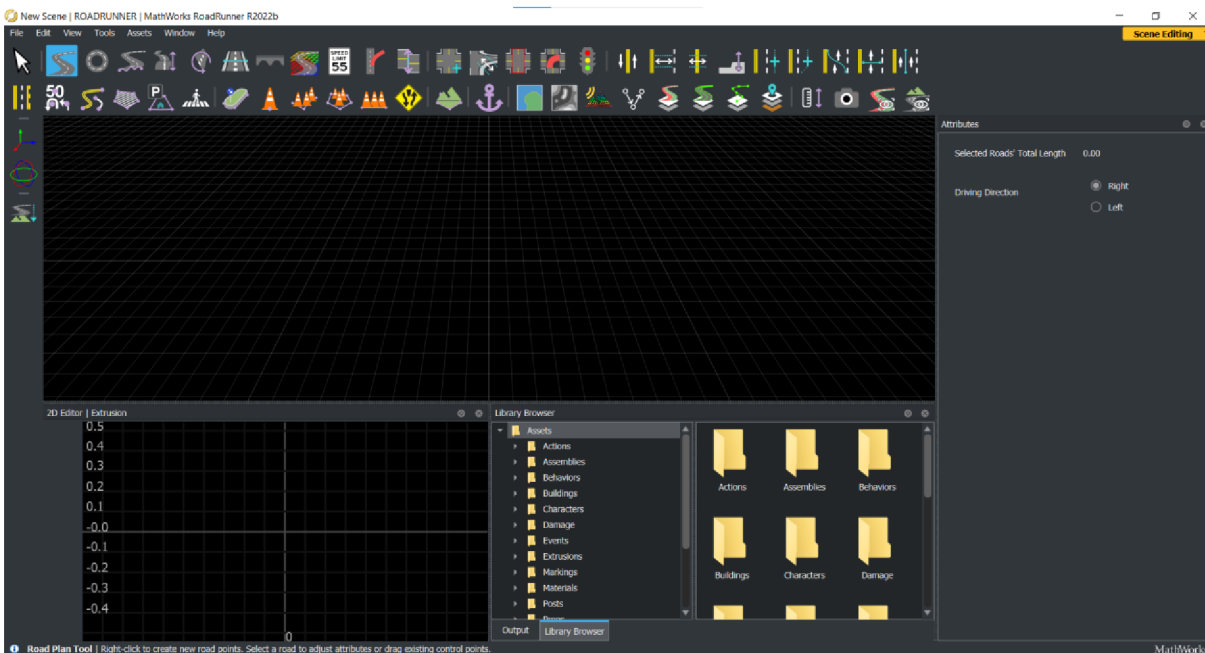 New Scene | ROADRUNNER | MathWorks RoadRunner R2022b
File Edit View Tools Assets Window Help
Scene Editing
SPEED LIMIT 55
50
P
Attributes
Selected Roads' Total Length 0.00
Driving Direction
Right
Left
2D Editor | Extrusion
0.5
0.4
0.3
0.2
0.1
-0.0
-0.1
-0.2
-0.3
-0.4
0
Library Browser
Assets
Actions
Assemblies
Behaviors
Buildings
Characters
Damage
Events
Extrusions
Markings
Materials
Posts
Props
Actions Assemblies Behaviors
Buildings Characters Damage
Output Library Browser
Road Plan Tool | Right-click to create new road points. Select a road to adjust attributes or drag existing control points.
MathWorks